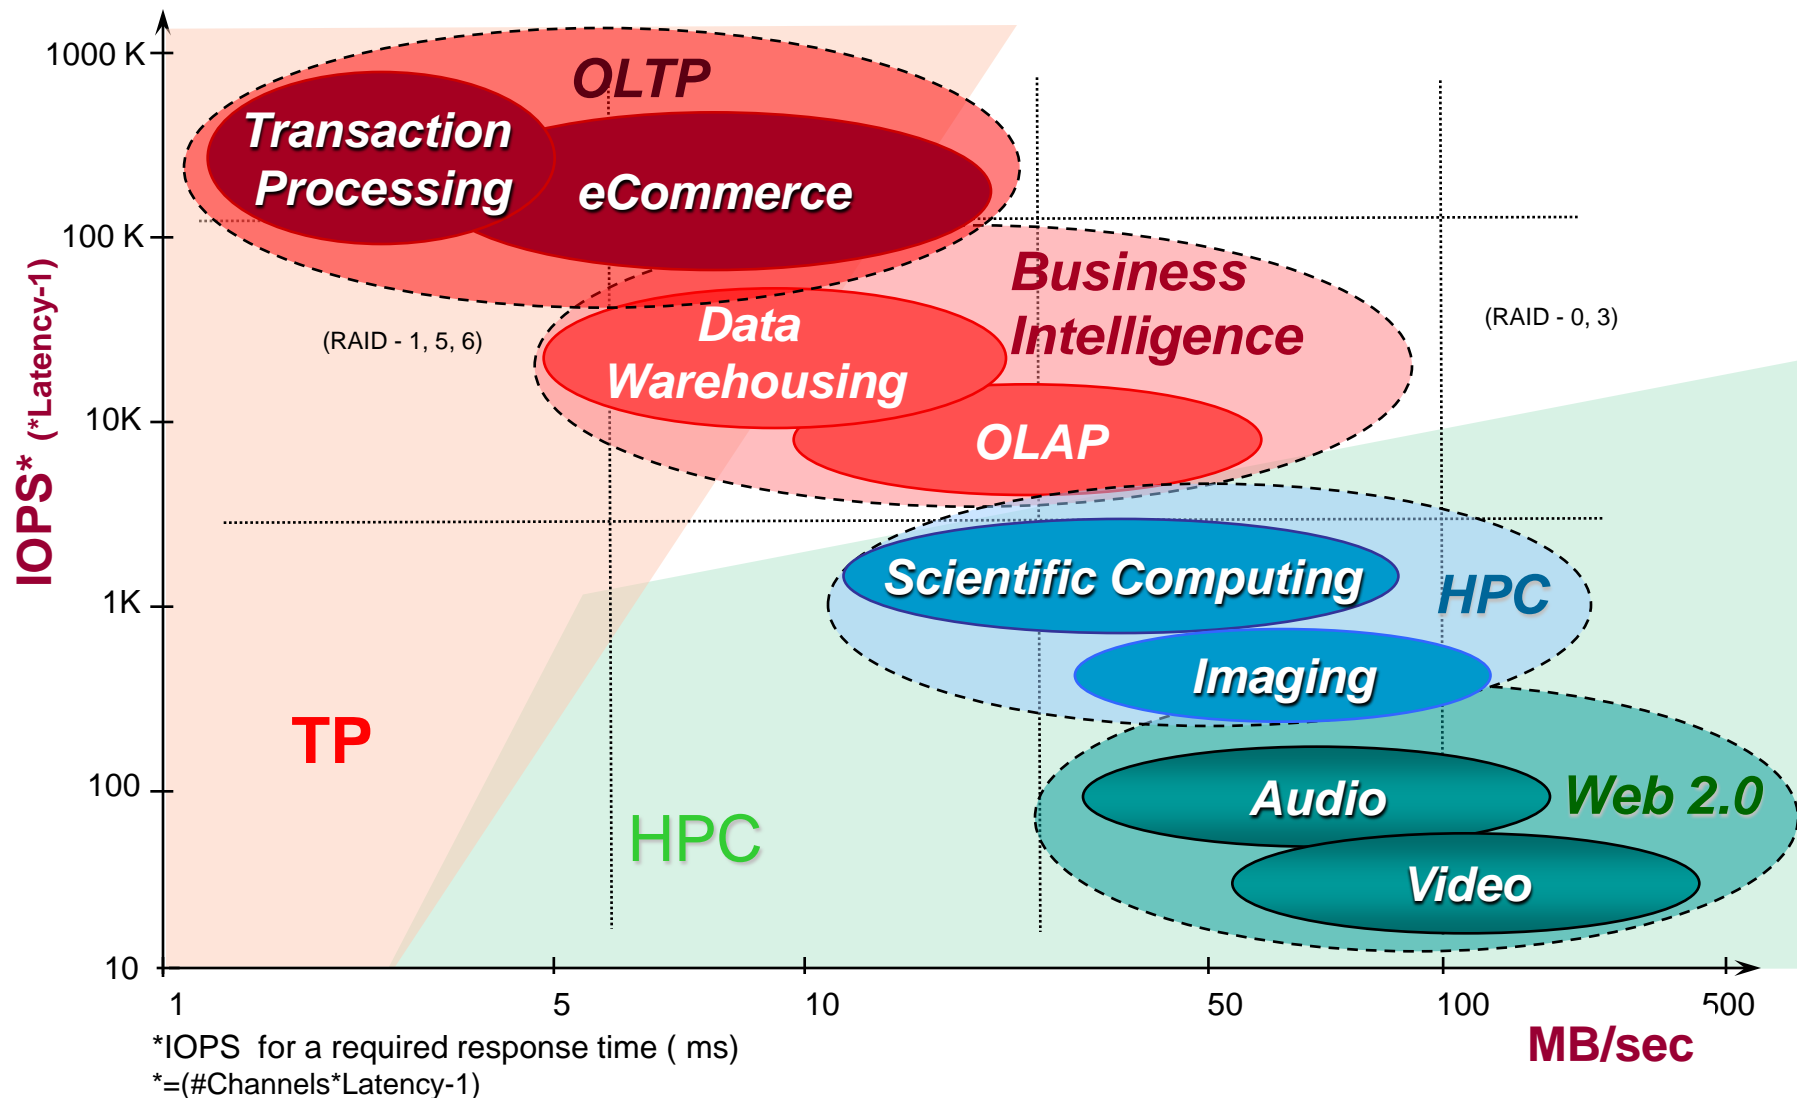 1000 K
OLTP
Transaction
Processing
eCommerce
100 K
Business
Intelligence
Data
Warehousing
(RAID - 1, 5, 6)
(RAID - 0, 3)
10K
OLAP
IOPS* (*Latency-1)
Scientific Computing
HPC
1K
Imaging
TP
100
Audio
Web 2.0
HPC
Video
10
1
5
10
50
100
500
MB/sec
*IOPS for a required response time ( ms)
*=(#Channels*Latency-1)